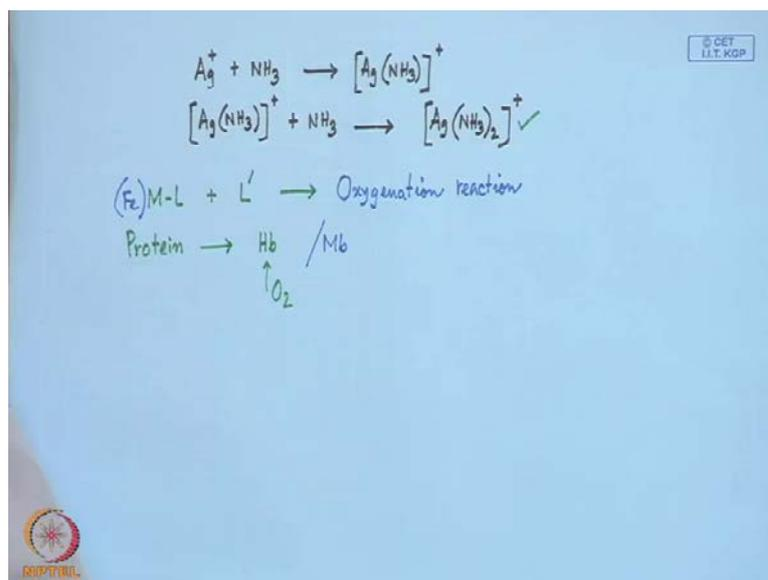 © CET
I.I.T. KGP
Ag⁺ + NH₃ ⟶ [Ag(NH₃)]⁺
[Ag(NH₃)]⁺ + NH₃ ⟶ [Ag(NH₃)₂]⁺ ✓
(Fe) M-L + L′ ⟶ Oxygenation reaction
Protein ⟶ Hb / Mb
↑O₂
NPTEL